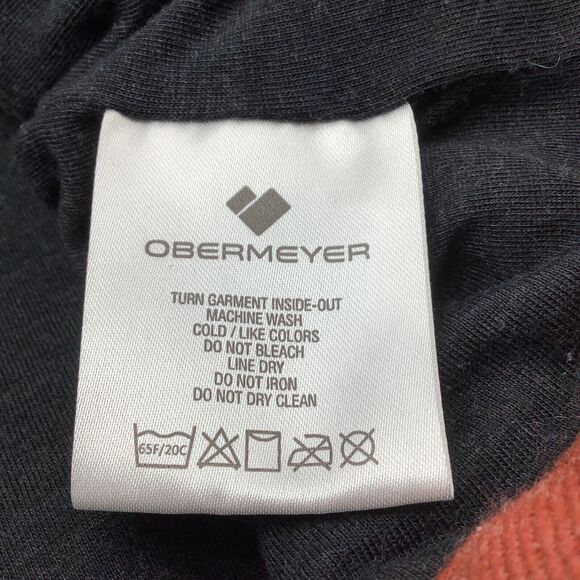 OBERMEYER
TURN GARMENT INSIDE-OUT
MACHINE WASH
COLD / LIKE COLORS
DO NOT BLEACH
LINE DRY
DO NOT IRON
DO NOT DRY CLEAN
65F/20C